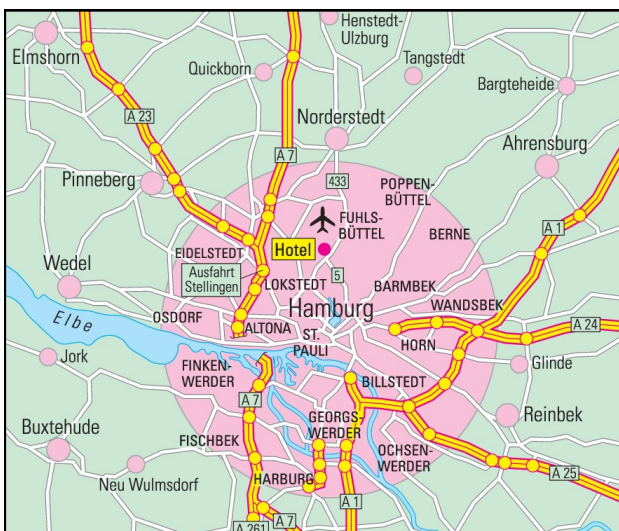 Elmshorn
Henstedt-
Ulzburg
Quickborn
Tangstedt
Bargteheide
A 23
Norderstedt
A 7
Ahrensburg
Pinneberg
433
POPPEN-
BÜTTEL
A 1
FUHLS-
BÜTTEL
BERNE
EIDELSTEDT
Hotel
Wedel
Ausfahrt
Stellingen
LOKSTEDT
5
BARMBEK
Elbe
OSDORF
Hamburg
WANDSBEK
ALTONA
ST.
PAULI
A 24
HORN
Jork
FINKEN-
WERDER
Glinde
BILLSTEDT
A 7
GEORGS-
WERDER
Reinbek
Buxtehude
FISCHBEK
OCHSEN-
WERDER
Neu Wulmsdorf
HARBURG
A 25
A 1
A 261
A 7